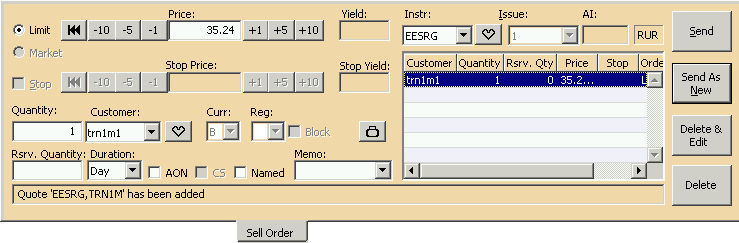 Price: Yield: Instr: Issue: AI:
Limit -10 -5 -1 35.24 +1 +5 +10 EESRG 1 RUR Send
Market
Stop Price: Stop Yield:
Stop -10 -5 -1 +1 +5 +10
Customer Quantity Rsrv. Qty Price Stop Orde
trn1m1 1 0 35.2... L
Send As New
Quantity: Customer: Curr: Reg:
1 trn1m1 B Block
Delete & Edit
Rsrv. Quantity: Duration: Memo:
Day AON CS Named
Delete
Quote 'EESRG,TRN1M' has been added
Sell Order